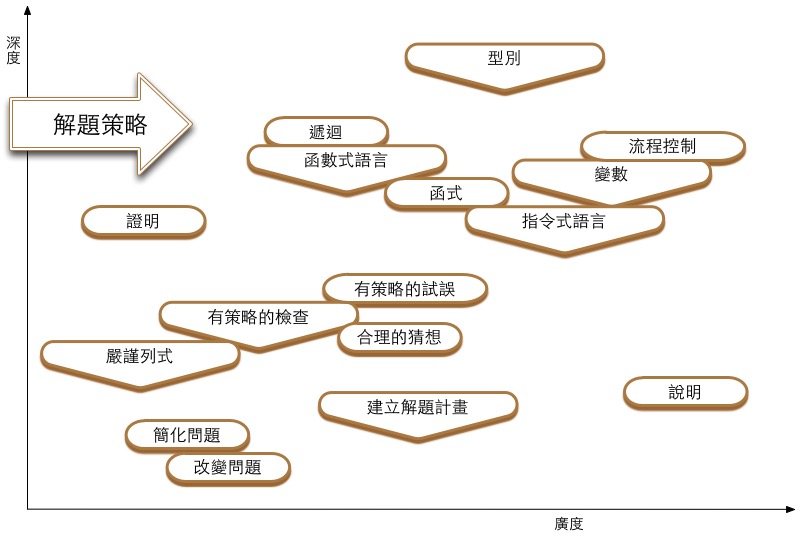 深度
型別
解題策略
遞迴
流程控制
函數式語言
變數
函式
證明
指令式語言
有策略的試誤
有策略的檢查
合理的猜想
嚴謹列式
說明
建立解題計畫
簡化問題
改變問題
廣度